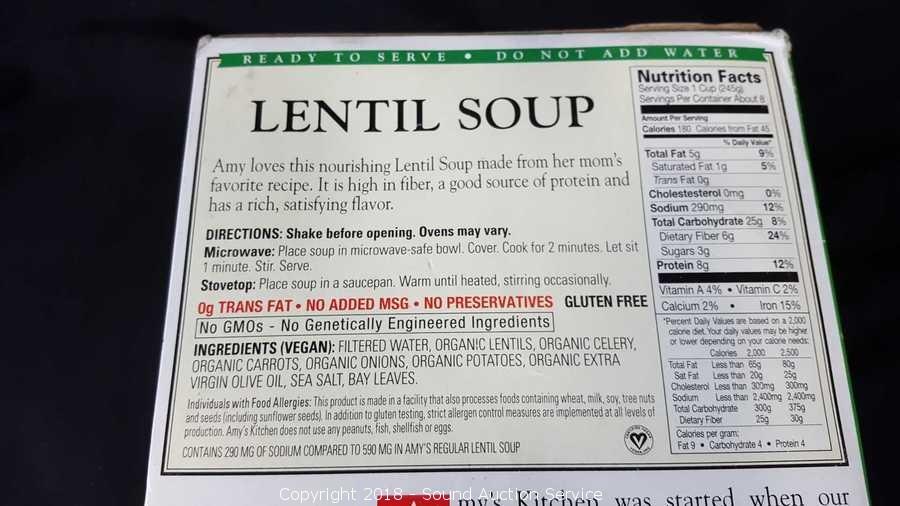 READY TO SERVE • DO NOT ADD WATER
LENTIL SOUP
Amy loves this nourishing Lentil Soup made from her mom's
favorite recipe. It is high in fiber, a good source of protein and
has a rich, satisfying flavor.
DIRECTIONS: Shake before opening. Ovens may vary.
Microwave: Place soup in microwave-safe bowl. Cover. Cook for 2 minutes. Let sit
1 minute. Stir. Serve.
Stovetop: Place soup in a saucepan. Warm until heated, stirring occasionally.
0g TRANS FAT • NO ADDED MSG • NO PRESERVATIVES GLUTEN FREE
No GMOs - No Genetically Engineered Ingredients
INGREDIENTS (VEGAN): FILTERED WATER, ORGANIC LENTILS, ORGANIC CELERY,
ORGANIC CARROTS, ORGANIC ONIONS, ORGANIC POTATOES, ORGANIC EXTRA
VIRGIN OLIVE OIL, SEA SALT, BAY LEAVES.
Individuals with Food Allergies: This product is made in a facility that also processes foods containing wheat, milk, soy, tree nuts
and seeds (including sunflower seeds). In addition to gluten testing, strict allergen control measures are implemented at all levels of
production. Amy's Kitchen does not use any peanuts, fish, shellfish or eggs.
CONTAINS 290 MG OF SODIUM COMPARED TO 590 MG IN AMY'S REGULAR LENTIL SOUP
Nutrition Facts
Serving Size 1 Cup (245g)
Servings Per Container About 8
Amount Per Serving
Calories 180 Calories from Fat 45
% Daily Value*
Total Fat 5g 9%
Saturated Fat 1g 5%
Trans Fat 0g
Cholestesterol 0mg 0%
Sodium 290mg 12%
Total Carbohydrate 25g 8%
Dietary Fiber 6g 24%
Sugars 3g
Protein 8g 12%
Vitamin A 4% • Vitamin C 2%
Calcium 2% • Iron 15%
*Percent Daily Values are based on a 2,000
calorie diet. Your daily values may be higher
or lower depending on your calorie needs:
Calories 2,000 2,500
Total Fat Less than 65g 80g
Sat Fat Less than 20g 25g
Cholesterol Less than 300mg 300mg
Sodium Less than 2,400mg 2,400mg
Total Carbohydrate 300g 375g
Dietary Fiber 25g 30g
Calories per gram:
Fat 9 • Carbohydrate 4 • Protein 4
my's Kitchen was started when our
Copyright 2018 - Sound Auction Service